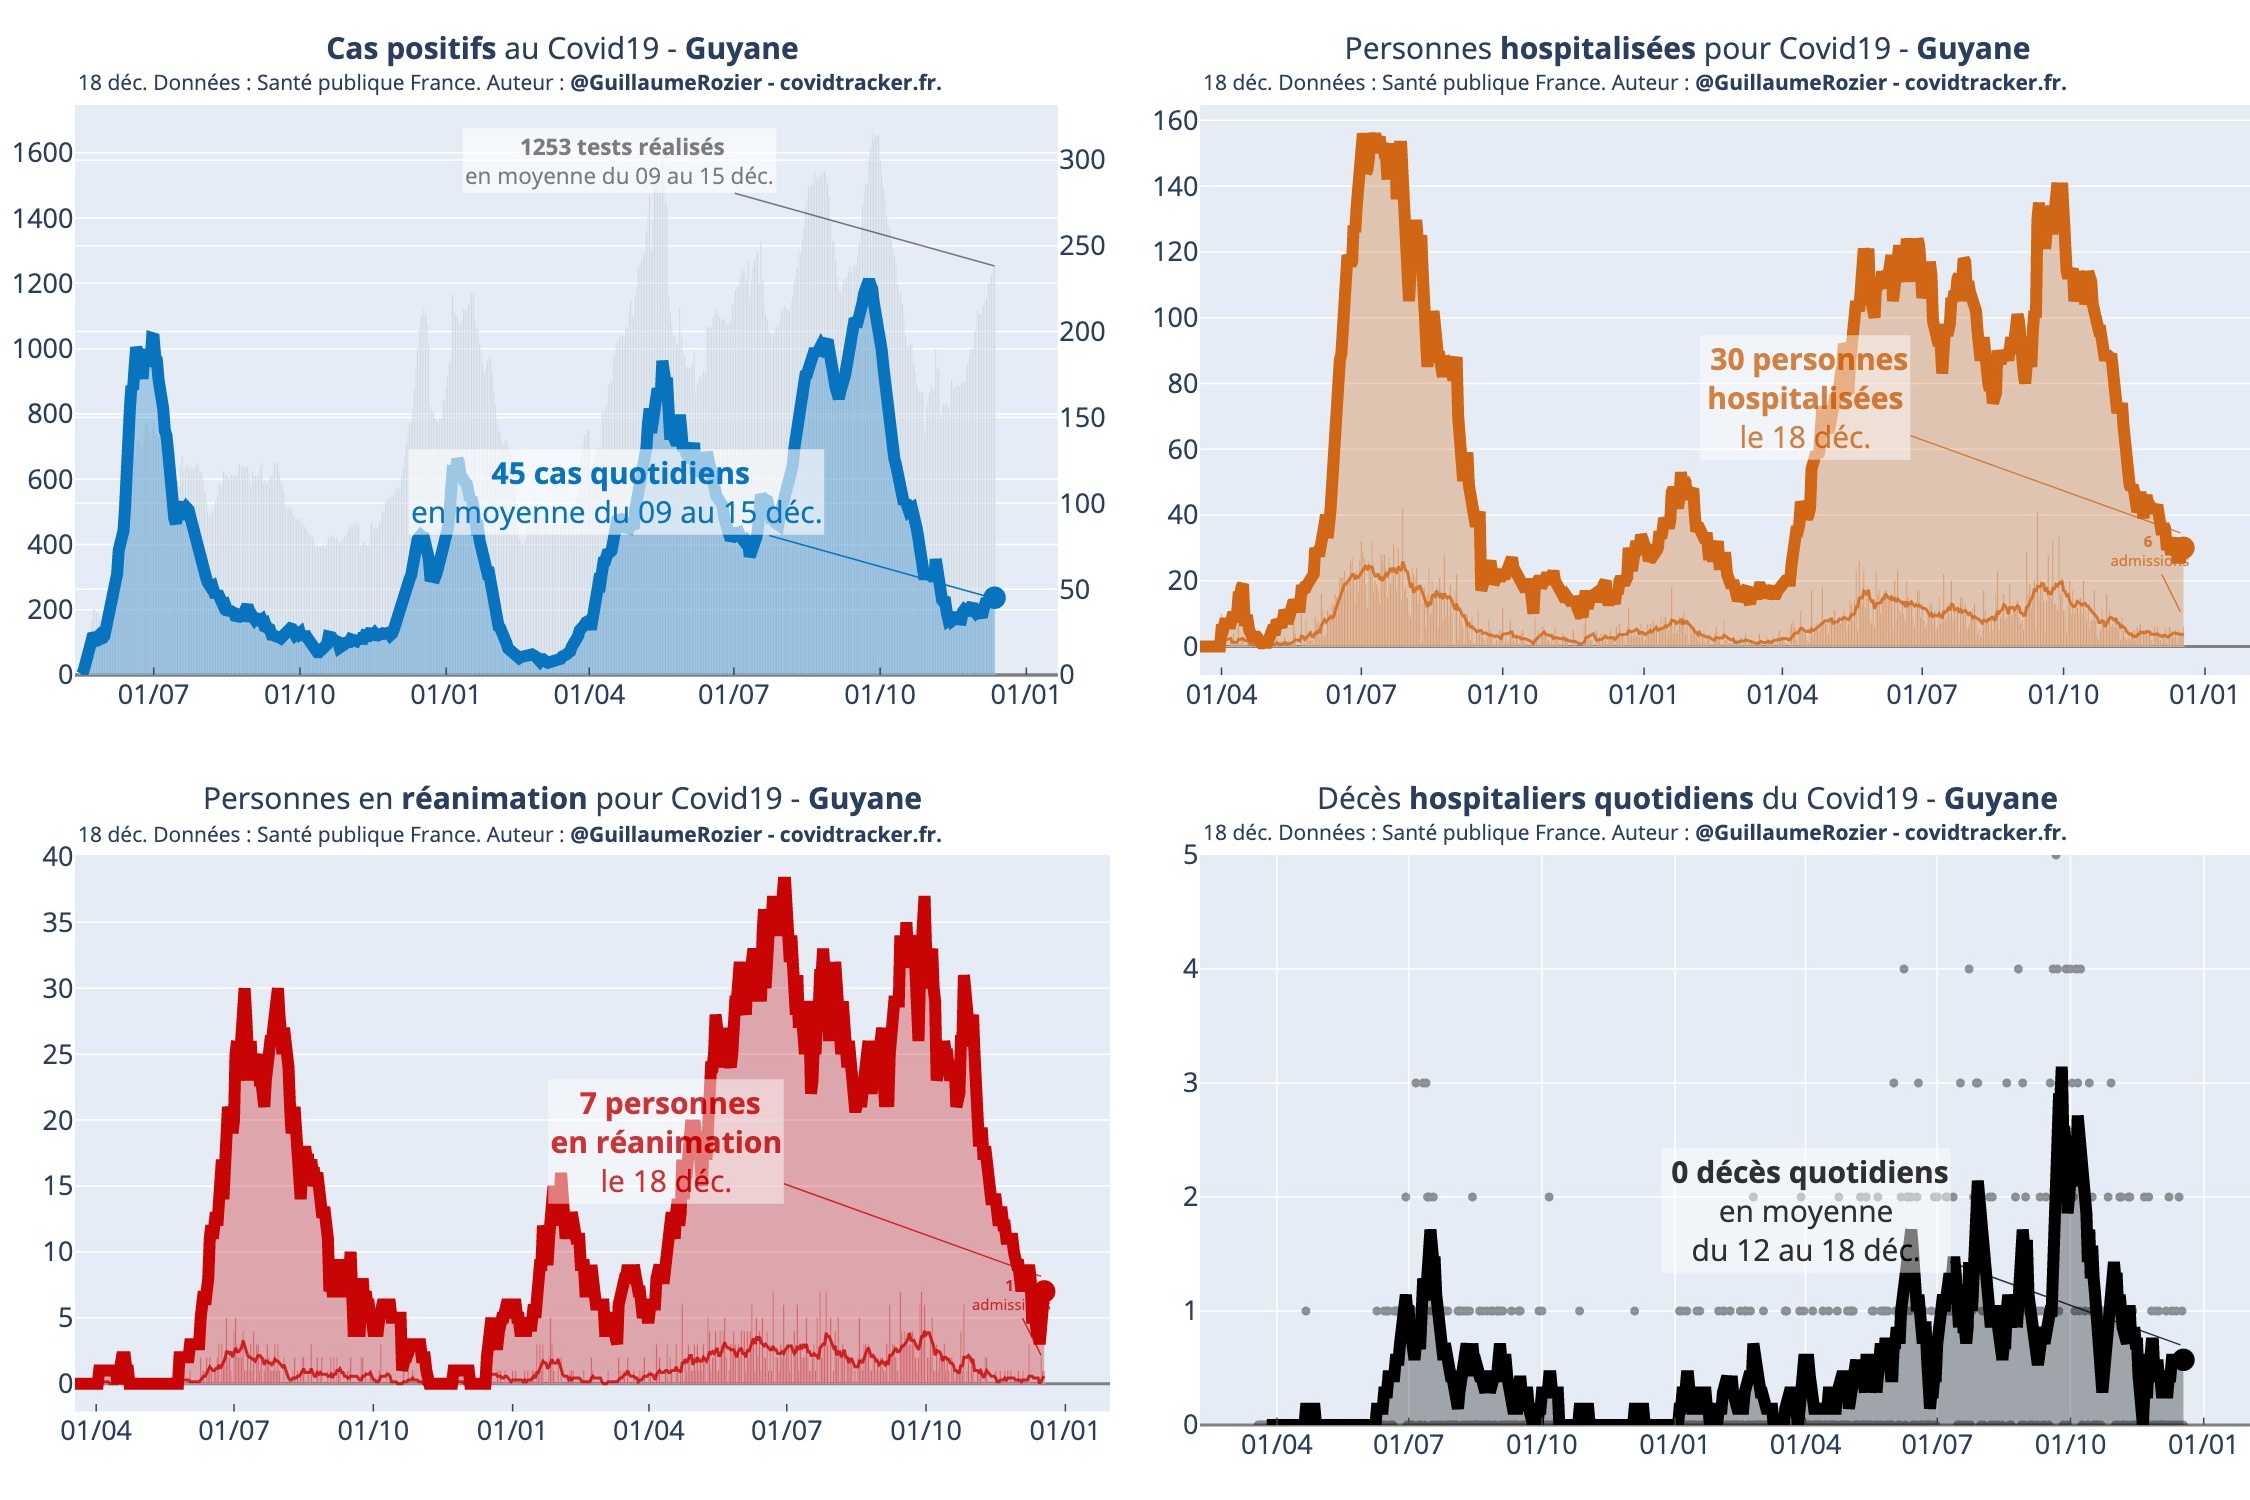 Cas positifs au Covid19 - Guyane
18 déc. Données : Santé publique France. Auteur : @GuillaumeRozier - covidtracker.fr.
1600
1400
1200
1000
800
600
400
200
0
300
250
200
150
100
50
0
1253 tests réalisés
en moyenne du 09 au 15 déc.
45 cas quotidiens
en moyenne du 09 au 15 déc.
01/07 01/10 01/01 01/04 01/07 01/10 01/01
Personnes hospitalisées pour Covid19 - Guyane
18 déc. Données : Santé publique France. Auteur : @GuillaumeRozier - covidtracker.fr.
160
140
120
100
80
60
40
20
0
30 personnes
hospitalisées
le 18 déc.
6
admissions
01/04 01/07 01/10 01/01 01/04 01/07 01/10 01/01
Personnes en réanimation pour Covid19 - Guyane
18 déc. Données : Santé publique France. Auteur : @GuillaumeRozier - covidtracker.fr.
40
35
30
25
20
15
10
5
0
7 personnes
en réanimation
le 18 déc.
1
admissions
01/04 01/07 01/10 01/01 01/04 01/07 01/10 01/01
Décès hospitaliers quotidiens du Covid19 - Guyane
18 déc. Données : Santé publique France. Auteur : @GuillaumeRozier - covidtracker.fr.
5
4
3
2
1
0
0 décès quotidiens
en moyenne
du 12 au 18 déc.
01/04 01/07 01/10 01/01 01/04 01/07 01/10 01/01